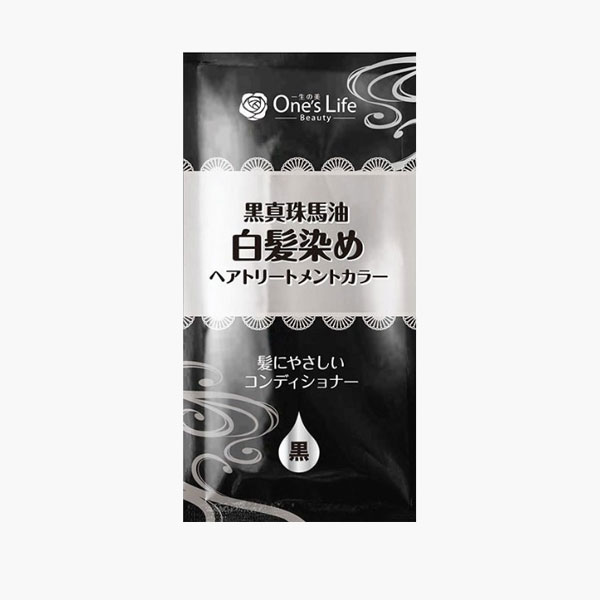 一生の美
One's Life
Beauty
黒真珠馬油
白髪染め
ヘアトリートメントカラー
髪にやさしい
コンディショナー
黒